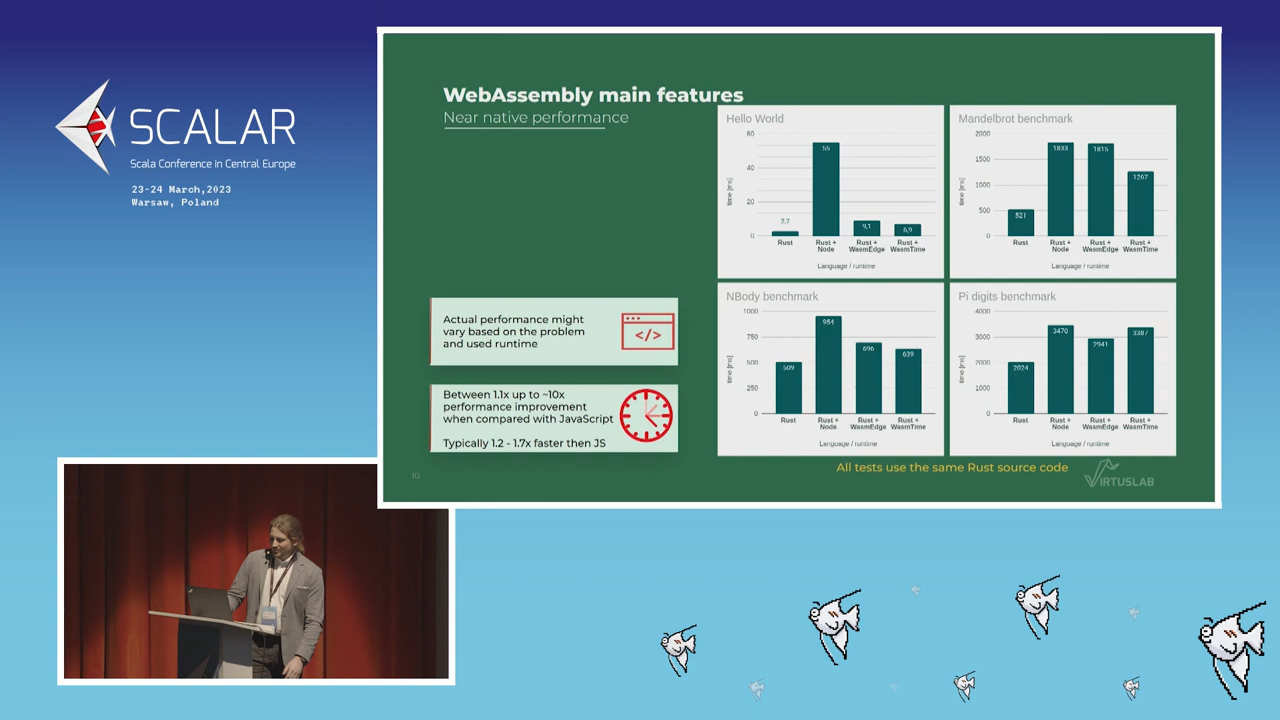 SCALAR
Scala Conference in Central Europe
23-24 March,2023
Warsaw, Poland
WebAssembly main features
Near native performance
Actual performance might
vary based on the problem
and used runtime
</>
Between 1.1x up to ~10x
performance improvement
when compared with JavaScript
Typically 1.2 - 1.7x faster then JS
10
Hello World
60
40
20
0
time [ms]
2,7
55
9,1
6,9
Rust
Rust +
Node
Rust +
WasmEdge
Rust +
WasmTime
Language / runtime
Mandelbrot benchmark
2000
1500
1000
500
0
time [ms]
521
1833
1815
1267
Rust
Rust +
Node
Rust +
WasmEdge
Rust +
WasmTime
Language / runtime
NBody benchmark
1000
750
500
250
0
time [ms]
509
954
696
639
Rust
Rust +
Node
Rust +
WasmEdge
Rust +
WasmTime
Language / runtime
Pi digits benchmark
4000
3000
2000
1000
0
time [ms]
2024
3470
2941
3387
Rust
Rust +
Node
Rust +
WasmEdge
Rust +
WasmTime
Language / runtime
All tests use the same Rust source code
VIRTUSLAB